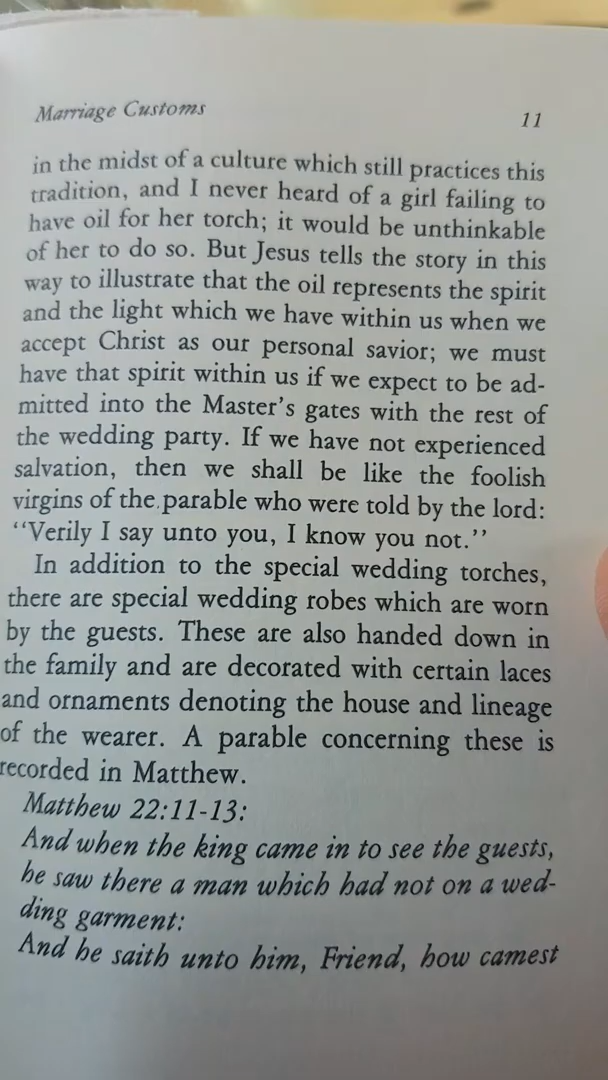 Marriage Customs 11
in the midst of a culture which still practices this
tradition, and I never heard of a girl failing to
have oil for her torch; it would be unthinkable
of her to do so. But Jesus tells the story in this
way to illustrate that the oil represents the spirit
and the light which we have within us when we
accept Christ as our personal savior; we must
have that spirit within us if we expect to be ad-
mitted into the Master's gates with the rest of
the wedding party. If we have not experienced
salvation, then we shall be like the foolish
virgins of the parable who were told by the lord:
‘‘Verily I say unto you, I know you not.’’
In addition to the special wedding torches,
there are special wedding robes which are worn
by the guests. These are also handed down in
the family and are decorated with certain laces
and ornaments denoting the house and lineage
of the wearer. A parable concerning these is
recorded in Matthew.
Matthew 22:11-13:
And when the king came in to see the guests,
he saw there a man which had not on a wed-
ding garment:
And he saith unto him, Friend, how camest